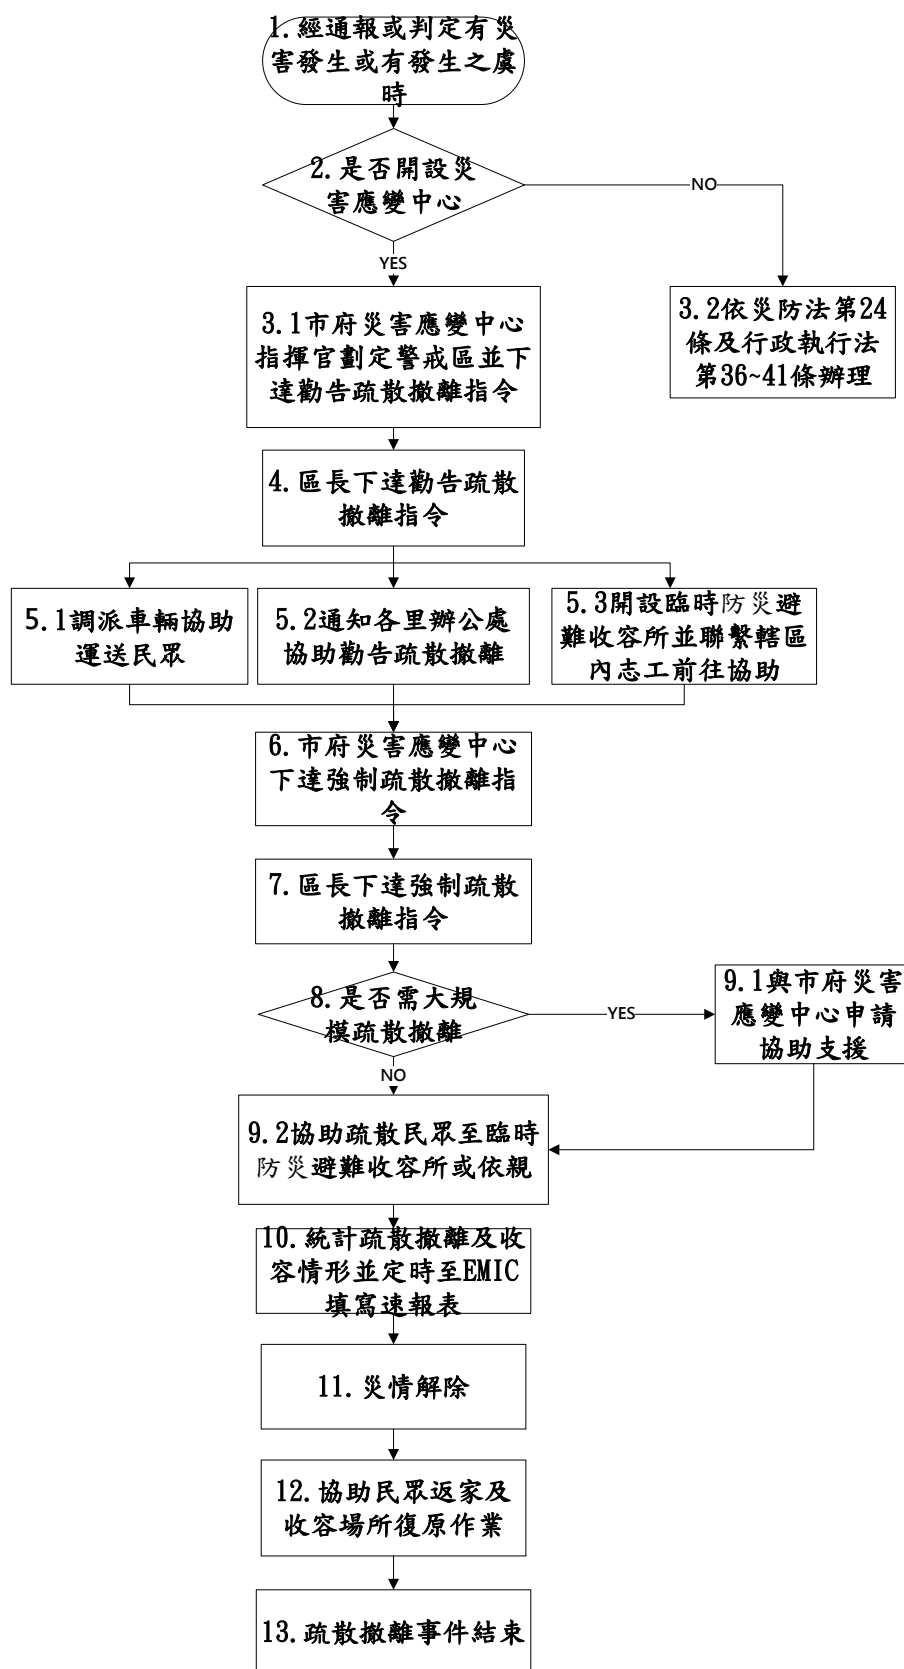 1.經通報或判定有災
害發生或有發生之虞
時
2.是否開設災
害應變中心
NO
YES
3.1市府災害應變中心
指揮官劃定警戒區並下
達勸告疏散撤離指令
3.2依災防法第24
條及行政執行法
第36~41條辦理
4.區長下達勸告疏散
撤離指令
5.1調派車輛協助
運送民眾
5.2通知各里辦公處
協助勸告疏散撤離
5.3開設臨時防災避
難收容所並聯繫轄區
內志工前往協助
6.市府災害應變中心
下達強制疏散撤離指
令
7.區長下達強制疏散
撤離指令
8.是否需大規
模疏散撤離
YES
9.1與市府災害
應變中心申請
協助支援
NO
9.2協助疏散民眾至臨時
防災避難收容所或依親
10.統計疏散撤離及收
容情形並定時至EMIC
填寫速報表
11.災情解除
12.協助民眾返家及
收容場所復原作業
13.疏散撤離事件結束